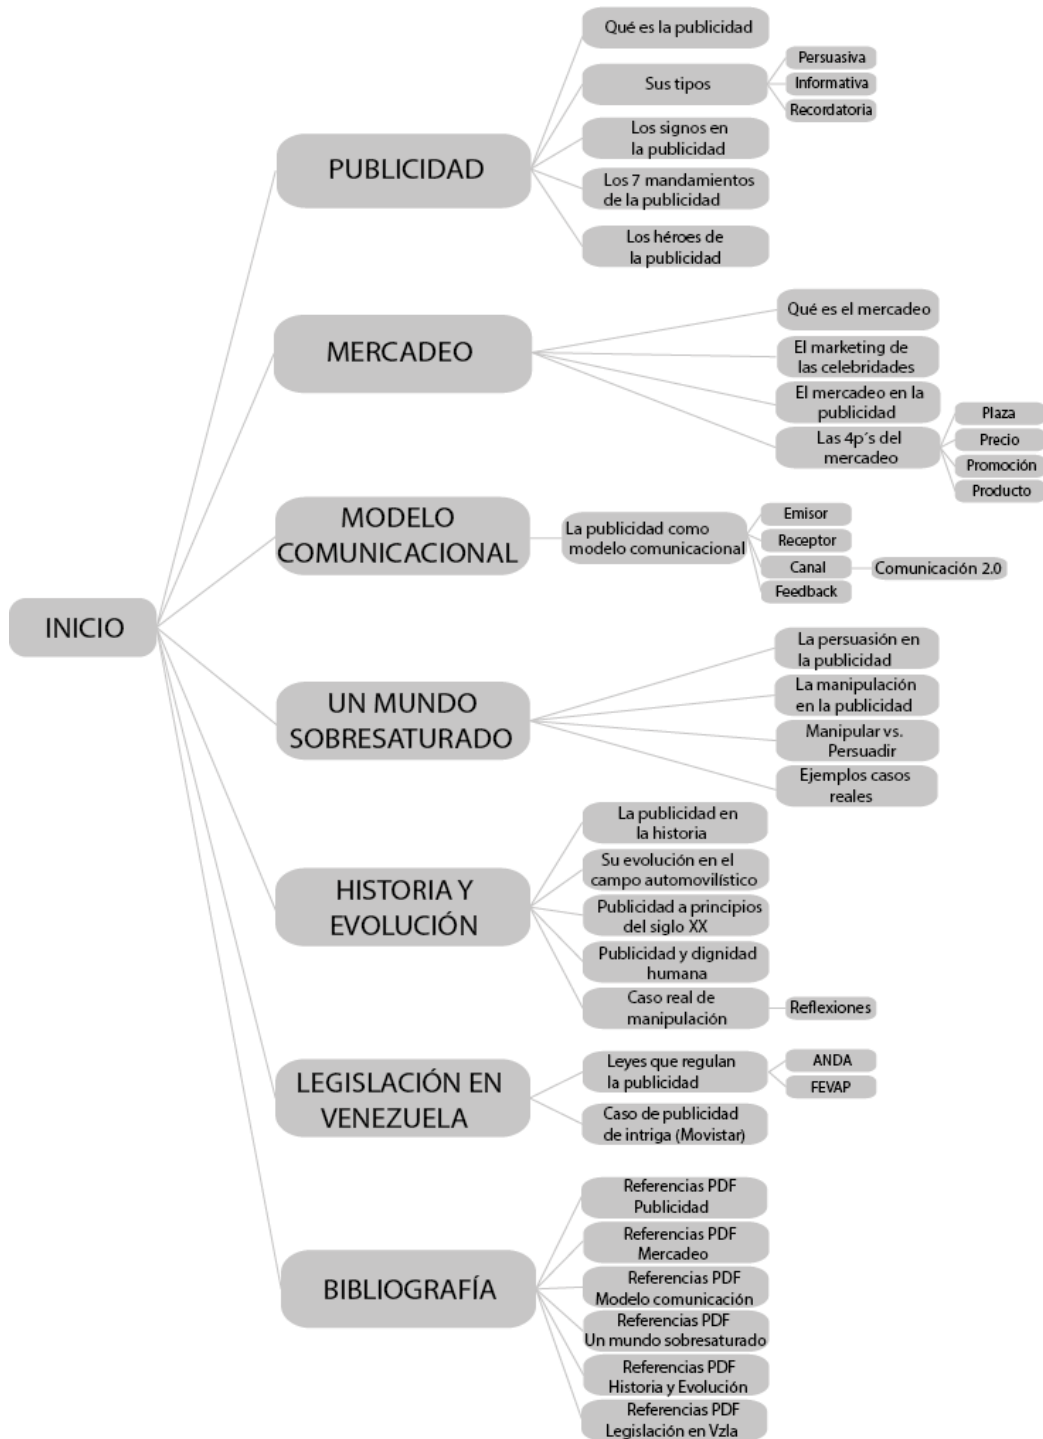 INICIO
PUBLICIDAD
Qué es la publicidad
Sus tipos
Persuasiva
Informativa
Recordatoria
Los signos en
la publicidad
Los 7 mandamientos
de la publicidad
Los héroes de
la publicidad
MERCADEO
Qué es el mercadeo
El marketing de
las celebridades
El mercadeo en la
publicidad
Las 4p´s del
mercadeo
Plaza
Precio
Promoción
Producto
MODELO
COMUNICACIONAL
La publicidad como
modelo comunicacional
Emisor
Receptor
Canal
Feedback
Comunicación 2.0
UN MUNDO
SOBRESATURADO
La persuasión en
la publicidad
La manipulación
en la publicidad
Manipular vs.
Persuadir
Ejemplos casos
reales
HISTORIA Y
EVOLUCIÓN
La publicidad en
la historia
Su evolución en el
campo automovilístico
Publicidad a principios
del siglo XX
Publicidad y dignidad
humana
Caso real de
manipulación
Reflexiones
LEGISLACIÓN EN
VENEZUELA
Leyes que regulan
la publicidad
ANDA
FEVAP
Caso de publicidad
de intriga (Movistar)
BIBLIOGRAFÍA
Referencias PDF
Publicidad
Referencias PDF
Mercadeo
Referencias PDF
Modelo comunicación
Referencias PDF
Un mundo sobresaturado
Referencias PDF
Historia y Evolución
Referencias PDF
Legislación en Vzla